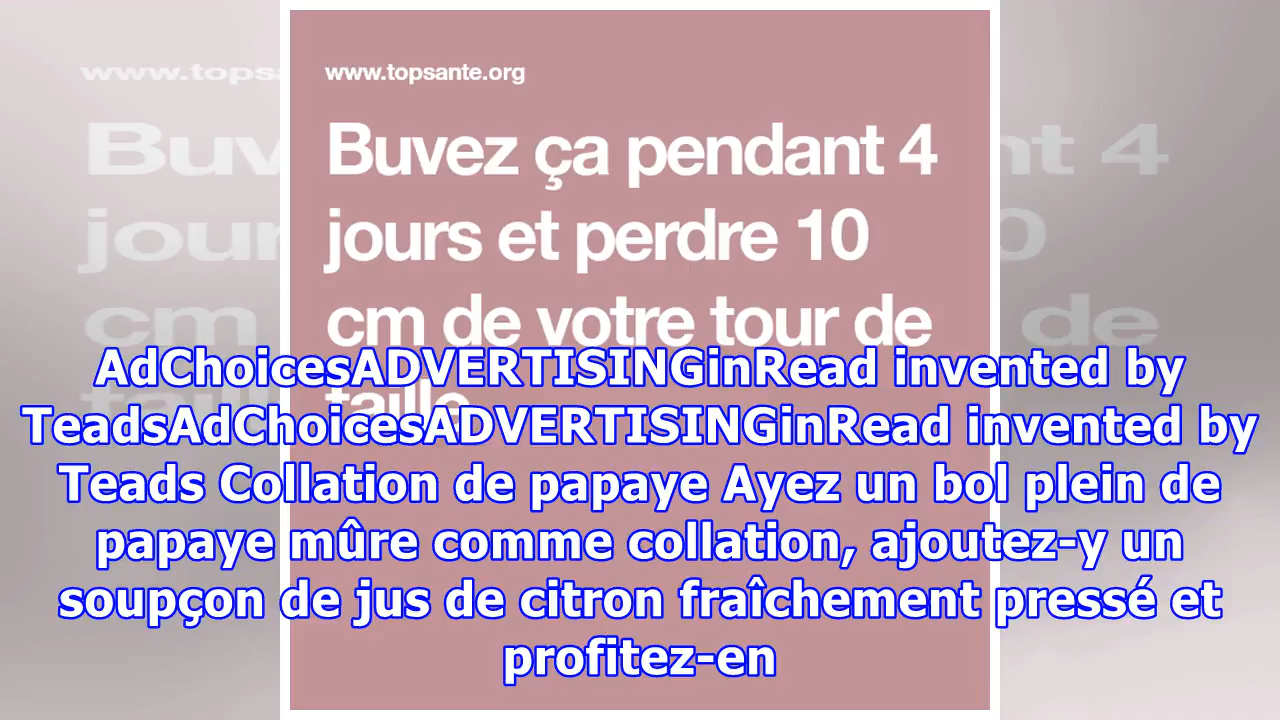 www.topsante.org
Buvez ça pendant 4
jours et perdre 10
cm de votre tour de
taille
AdChoicesADVERTISINGinRead invented by
TeadsAdChoicesADVERTISINGinRead invented by
Teads Collation de papaye Ayez un bol plein de
papaye mûre comme collation, ajoutez-y un
soupçon de jus de citron fraîchement pressé et
profitez-en